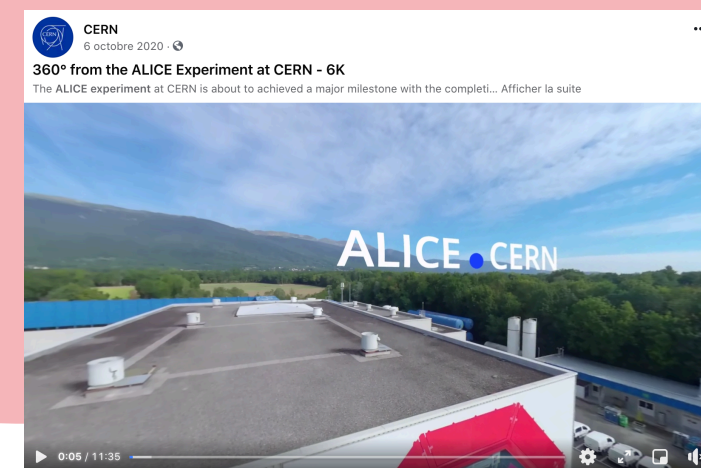 CERN
CERN
6 octobre 2020 ·
360° from the ALICE Experiment at CERN - 6K
The ALICE experiment at CERN is about to achieved a major milestone with the completi... Afficher la suite
ALICE CERN
0:05 / 11:35